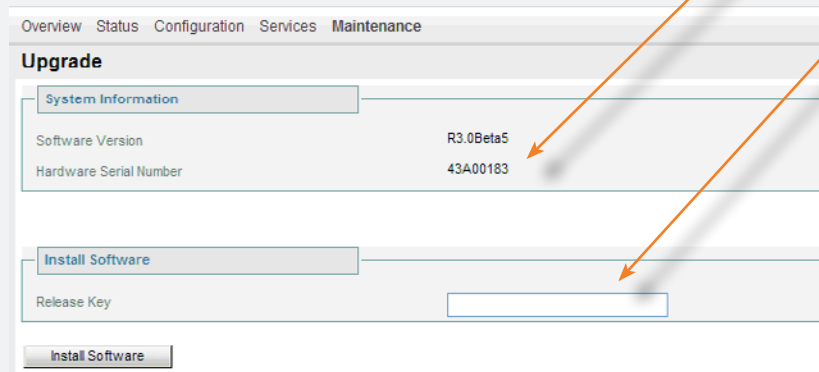 Overview Status Configuration Services Maintenance
Upgrade
System Information
Software Version R3.0Beta5
Hardware Serial Number 43A00183
Install Software
Release Key
Install Software